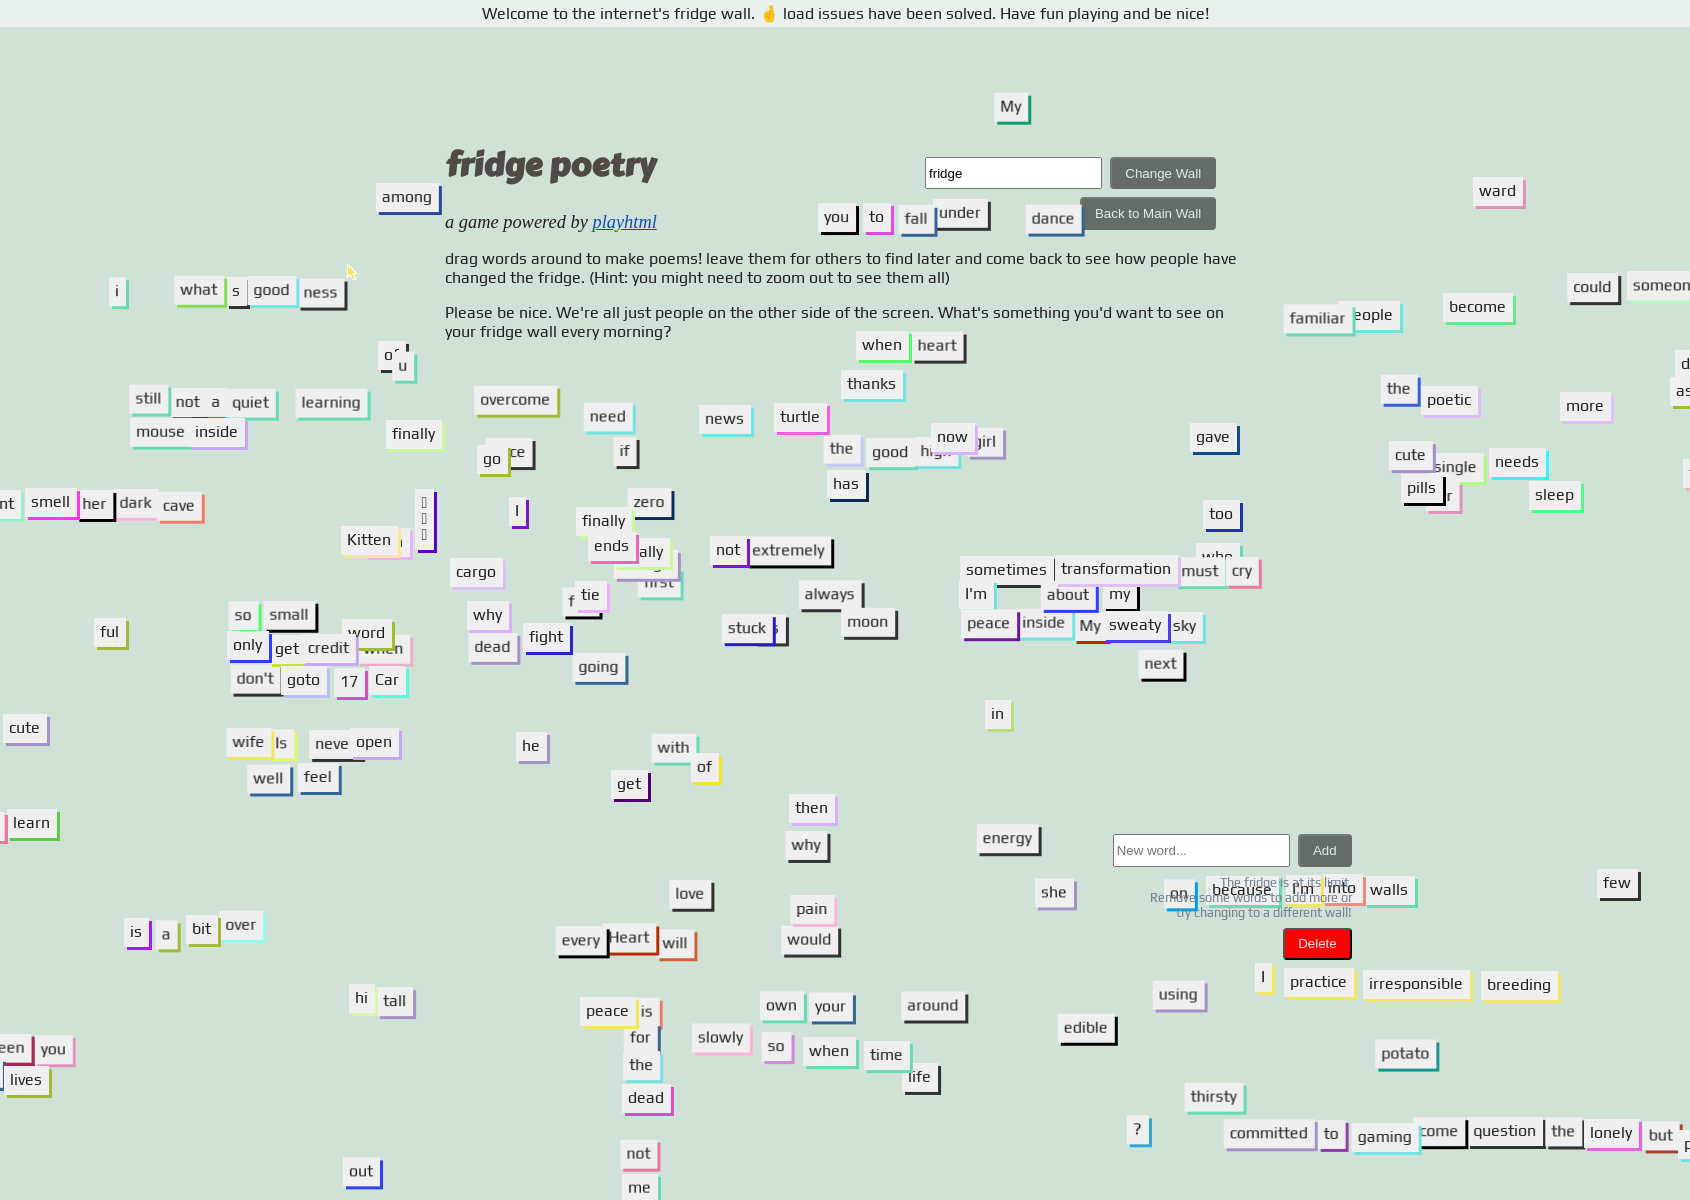 Welcome to the internet's fridge wall. 🤞 load issues have been solved. Have fun playing and be nice!
My
fridge poetry
fridge
Change Wall
among
ward
a game powered by playhtml
you to fall under dance
Back to Main Wall
drag words around to make poems! leave them for others to find later and come back to see how people have
changed the fridge. (Hint: you might need to zoom out to see them all)
i
what s good ness
could
Please be nice. We're all just people on the other side of the screen. What's something you'd want to see on
your fridge wall every morning?
familiar
become
when heart
u
thanks
still not a quiet learning
overcome
need
news
turtle
the poetic
more
mouse inside
finally
go
if
the good now
gave
cute single needs
has
pills
sleep
smell her dark cave
I
zero
too
finally
Kitten
ends
not extremely
cargo
sometimes transformation must cry
tie
always
I'm about my
so small
why
moon
ful
word
fight
stuck
peace inside My sweaty sky
only get credit
dead
going
next
don't goto 17 Car
in
cute
wife Is open
he
with
of
well feel
get
then
learn
why
energy
New word...
Add
love
she
on because I'm into walls
few
The fridge is at its limit.
Remove some words to add more or
try changing to a different wall!
pain
is a bit over
every Heart will
would
Delete
I practice irresponsible breeding
hi tall
using
peace is
own your
around
for
slowly
edible
so when time
you
potato
the
life
lives
dead
thirsty
?
committed to gaming question the lonely but
not
out
me